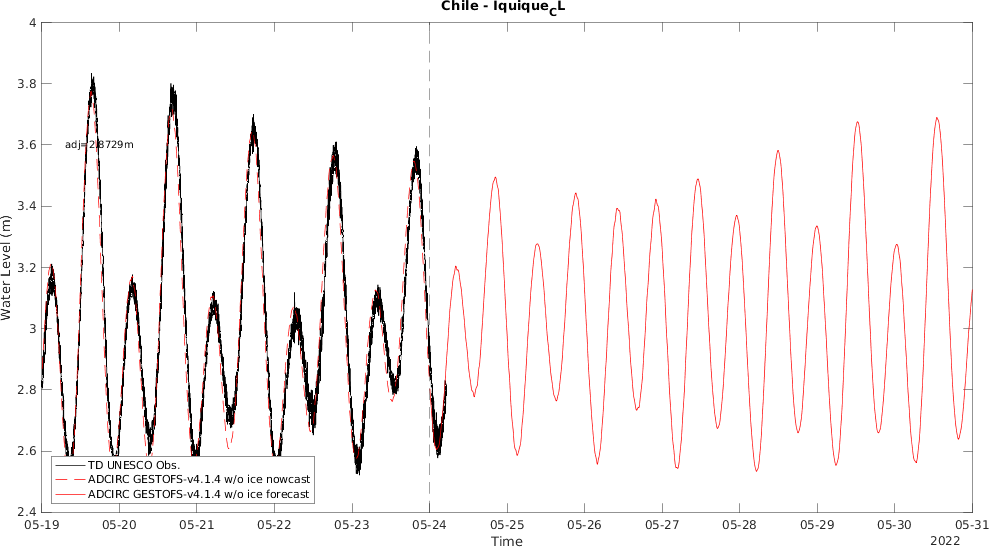 Chile - Iquique_CL
4
3.8
3.6
3.4
3.2
3
2.8
2.6
2.4
Water Level (m)
adj=2.8729m
TD UNESCO Obs.
ADCIRC GESTOFS-v4.1.4 w/o ice nowcast
ADCIRC GESTOFS-v4.1.4 w/o ice forecast
05-19 05-20 05-21 05-22 05-23 05-24 05-25 05-26 05-27 05-28 05-29 05-30 05-31
Time
2022